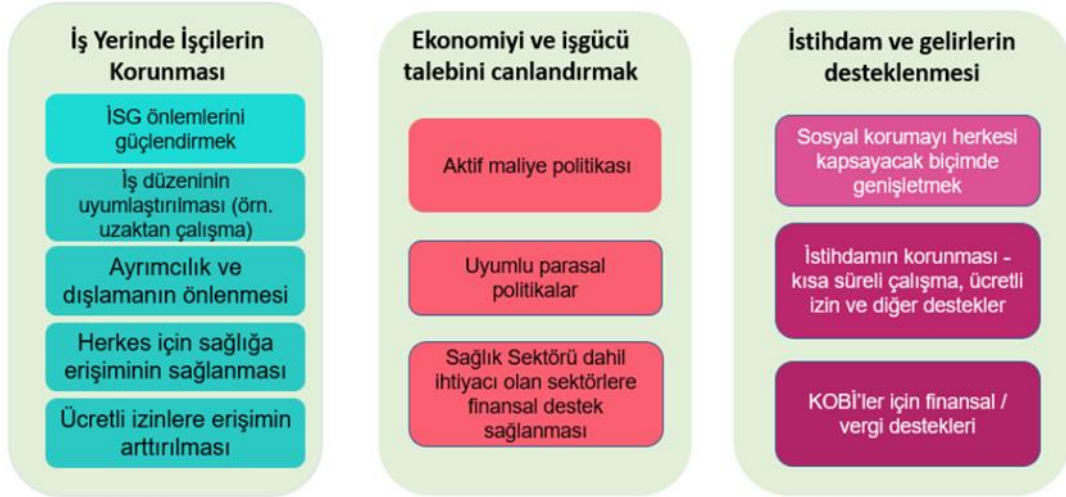 İş Yerinde İşçilerin
Korunması
İSG önlemlerini
güçlendirmek
İş düzeninin
uyumlaştırılması (örn.
uzaktan çalışma)
Ayrımcılık ve
dışlamanın önlenmesi
Herkes için sağlığa
erişiminin sağlanması
Ücretli izinlere erişimin
arttırılması
Ekonomiyi ve işgücü
talebini canlandırmak
Aktif maliye politikası
Uyumlu parasal
politikalar
Sağlık Sektörü dahil
ihtiyacı olan sektörlere
finansal destek
sağlanması
İstihdam ve gelirlerin
desteklenmesi
Sosyal korumayı herkesi
kapsayacak biçimde
genişletmek
İstihdamın korunması -
kısa süreli çalışma, ücretli
izin ve diğer destekler
KOBİ'ler için finansal /
vergi destekleri